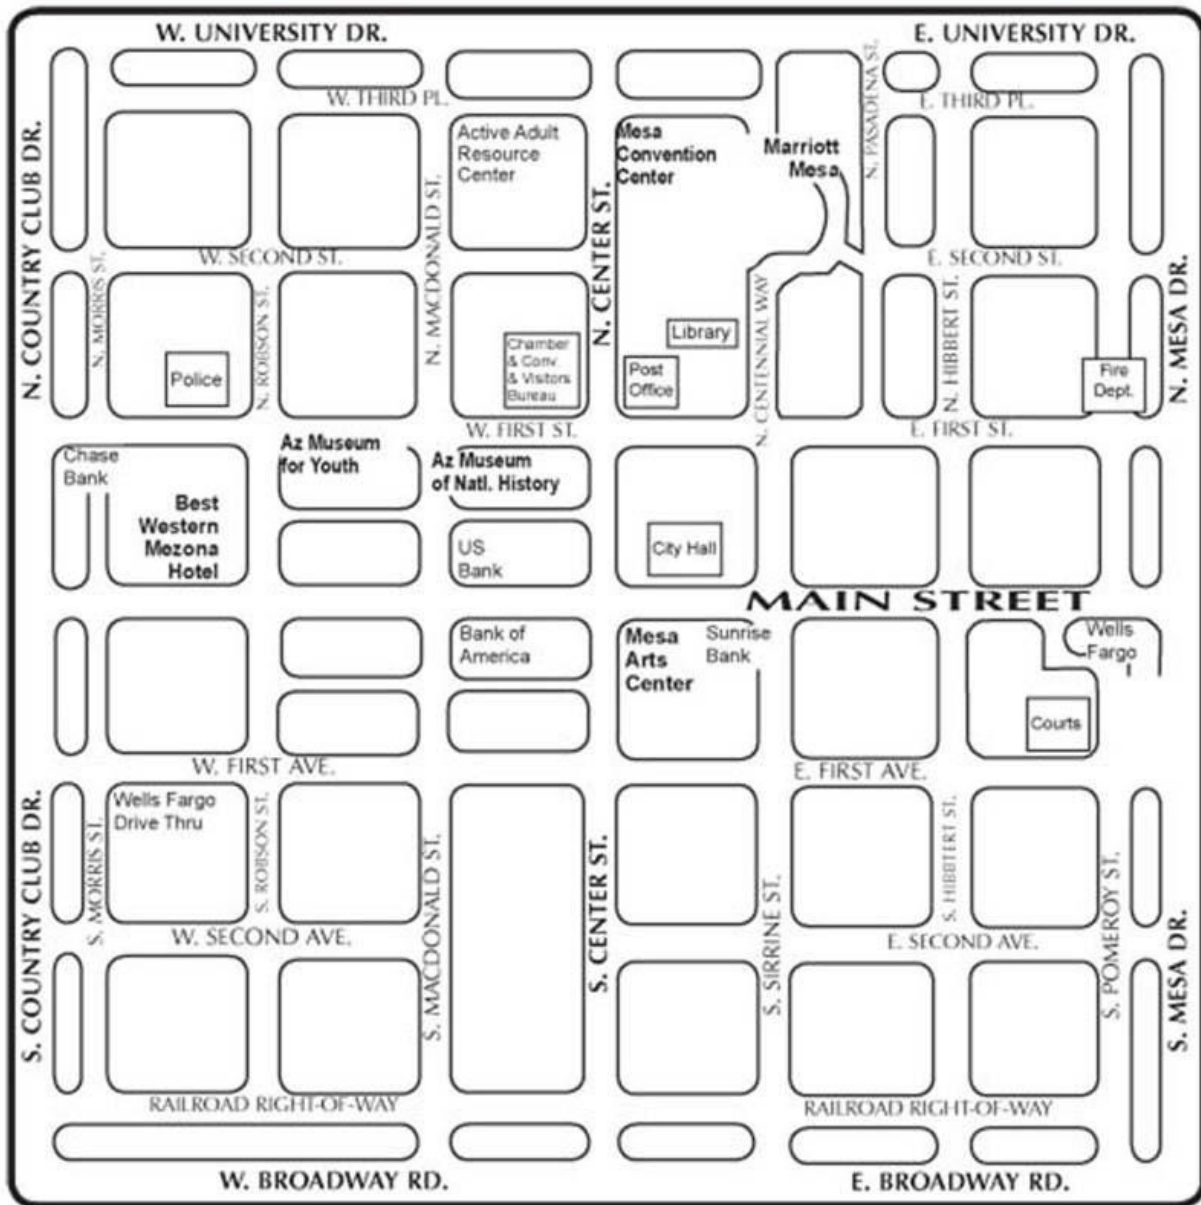 W. UNIVERSITY DR.
E. UNIVERSITY DR.
W. THIRD PL.
E. THIRD PL.
N. PASADENA ST.
N. COUNTRY CLUB DR.
Active Adult
Resource
Center
Mesa
Convention
Center
Marriott
Mesa
N. MACDONALD ST.
N. CENTER ST.
W. SECOND ST.
E. SECOND ST.
N. MORRIS ST.
N. ROBSON ST.
N. CENTENNIAL WAY
N. HIBBERT ST.
N. MESA DR.
Police
Chamber
& Conv.
& Visitors
Bureau
Library
Post
Office
Fire
Dept.
W. FIRST ST.
E. FIRST ST.
Chase
Bank
Az Museum
for Youth
Az Museum
of Natl. History
Best
Western
Mezona
Hotel
US
Bank
City Hall
MAIN STREET
Bank of
America
Mesa
Arts
Center
Sunrise
Bank
Wells
Fargo
Courts
W. FIRST AVE.
E. FIRST AVE.
S. COUNTRY CLUB DR.
Wells Fargo
Drive Thru
S. MORRIS ST.
S. ROBSON ST.
S. MACDONALD ST.
S. CENTER ST.
S. SIRRINE ST.
S. HIBBTERT ST.
S. POMEROY ST.
S. MESA DR.
W. SECOND AVE.
E. SECOND AVE.
RAILROAD RIGHT-OF-WAY
RAILROAD RIGHT-OF-WAY
W. BROADWAY RD.
E. BROADWAY RD.